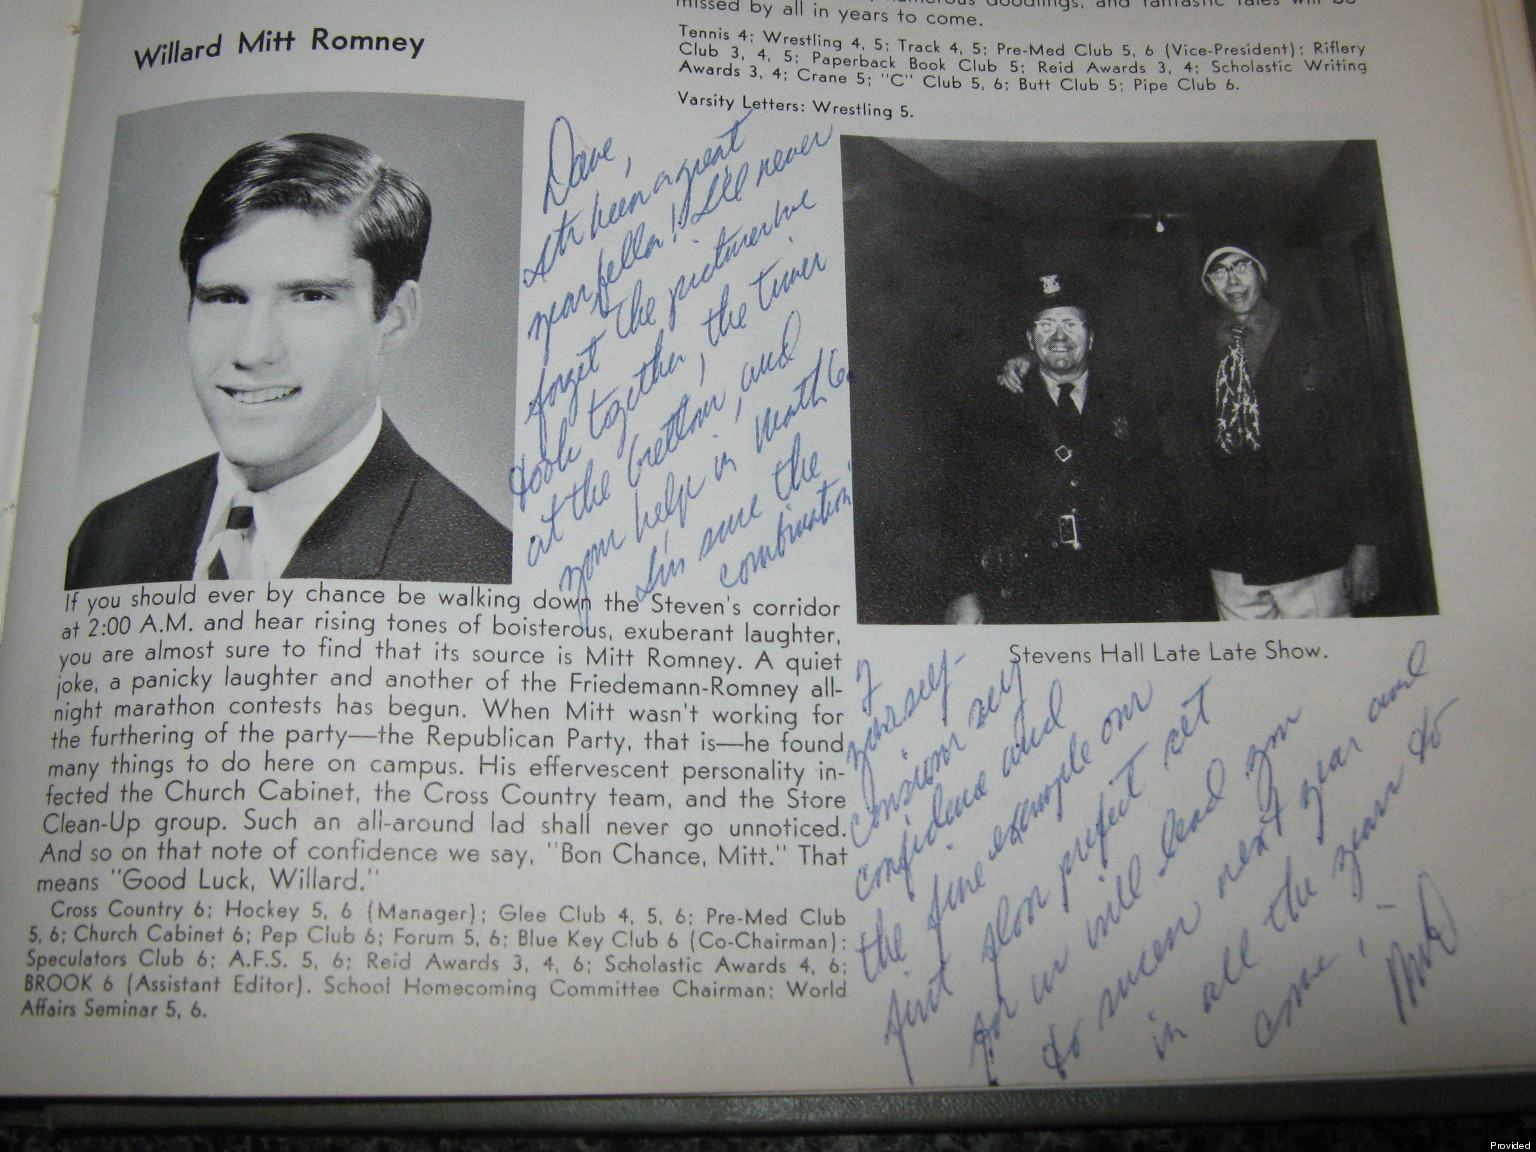 Willard Mitt Romney
missed by all in years to come.
Tennis 4; Wrestling 4, 5; Track 4, 5; Pre-Med Club 5, 6 (Vice-President); Riflery
Club 3, 4, 5; Paperback Book Club 5; Reid Awards 3, 4; Scholastic Writing
Awards 3, 4; Crane 5; "C" Club 5, 6; Butt Club 5; Pipe Club 6.
Varsity Letters: Wrestling 5.
Dave,
It's been a great
year fella! I'll never
forget the pictures we
took together, the times
at the
your help in Math 6.
I'm sure the
combination
If you should ever by chance be walking down the Steven's corridor
at 2:00 A.M. and hear rising tones of boisterous, exuberant laughter,
you are almost sure to find that its source is Mitt Romney. A quiet
joke, a panicky laughter and another of the Friedemann-Romney all-
night marathon contests has begun. When Mitt wasn't working for
the furthering of the party—the Republican Party, that is—he found
many things to do here on campus. His effervescent personality in-
fected the Church Cabinet, the Cross Country team, and the Store
Clean-Up group. Such an all-around lad shall never go unnoticed.
And so on that note of confidence we say, "Bon Chance, Mitt." That
means "Good Luck, Willard."
Cross Country 6; Hockey 5, 6 (Manager); Glee Club 4, 5, 6; Pre-Med Club
5, 6; Church Cabinet 6; Pep Club 6; Forum 5, 6; Blue Key Club 6 (Co-Chairman);
Speculators Club 6; A.F.S. 5, 6; Reid Awards 3, 4, 6; Scholastic Awards 4, 6;
BROOK 6 (Assistant Editor). School Homecoming Committee Chairman; World
Affairs Seminar 5, 6.
Stevens Hall Late Late Show.
yourself-
confidence and
the fine example our
first floor prefect set
for us will lead you
to success next year and
in all the years to
come!
Mitt
Provided